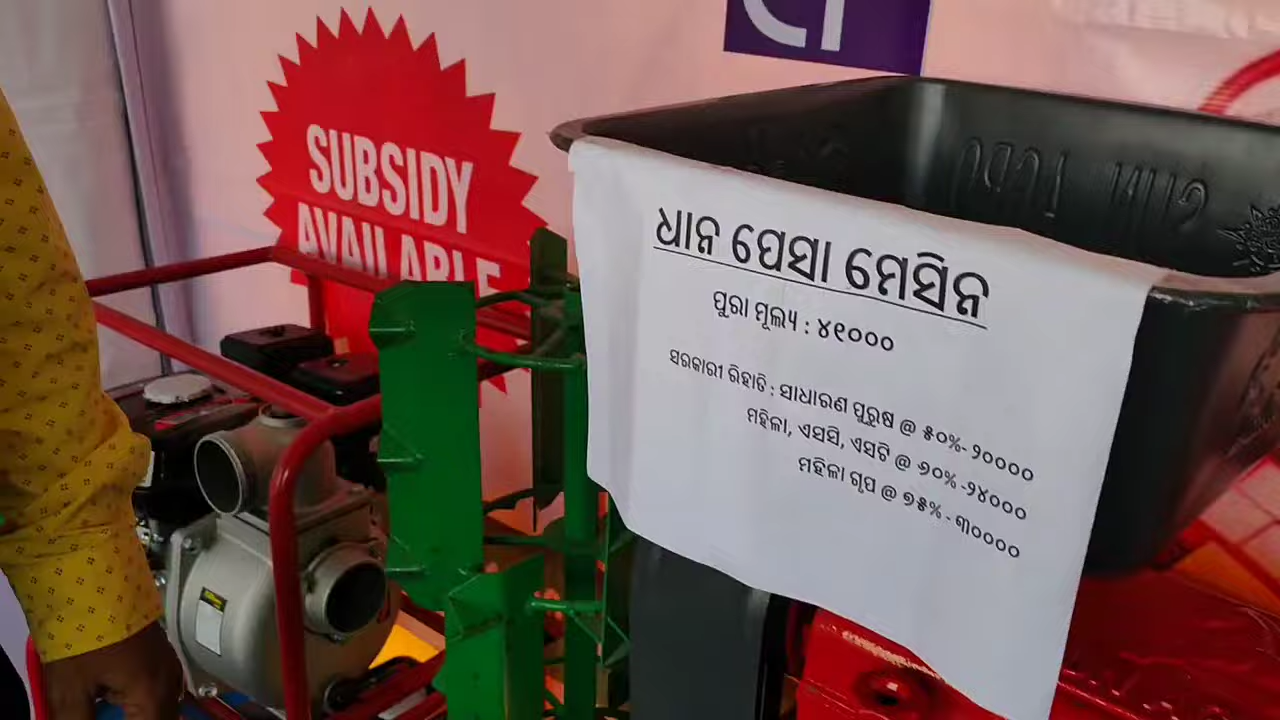 SUBSIDY
AVAILABLE
ଧାନ ପେସା ମେସିନ
ପୁରା ମୂଲ୍ୟ : ୪୧୦୦୦
ସରକାରୀ ରିହାତି : ସାଧାରଣ ପୁରୁଷ @ ୫୦%- ୨୦୦୦୦
ମହିଳା, ଏସସି, ଏସଟି @ ୬୦% -୨୪୦୦୦
ମହିଳା ଗୃପ @ ୭୫% - ୩୦୦୦୦